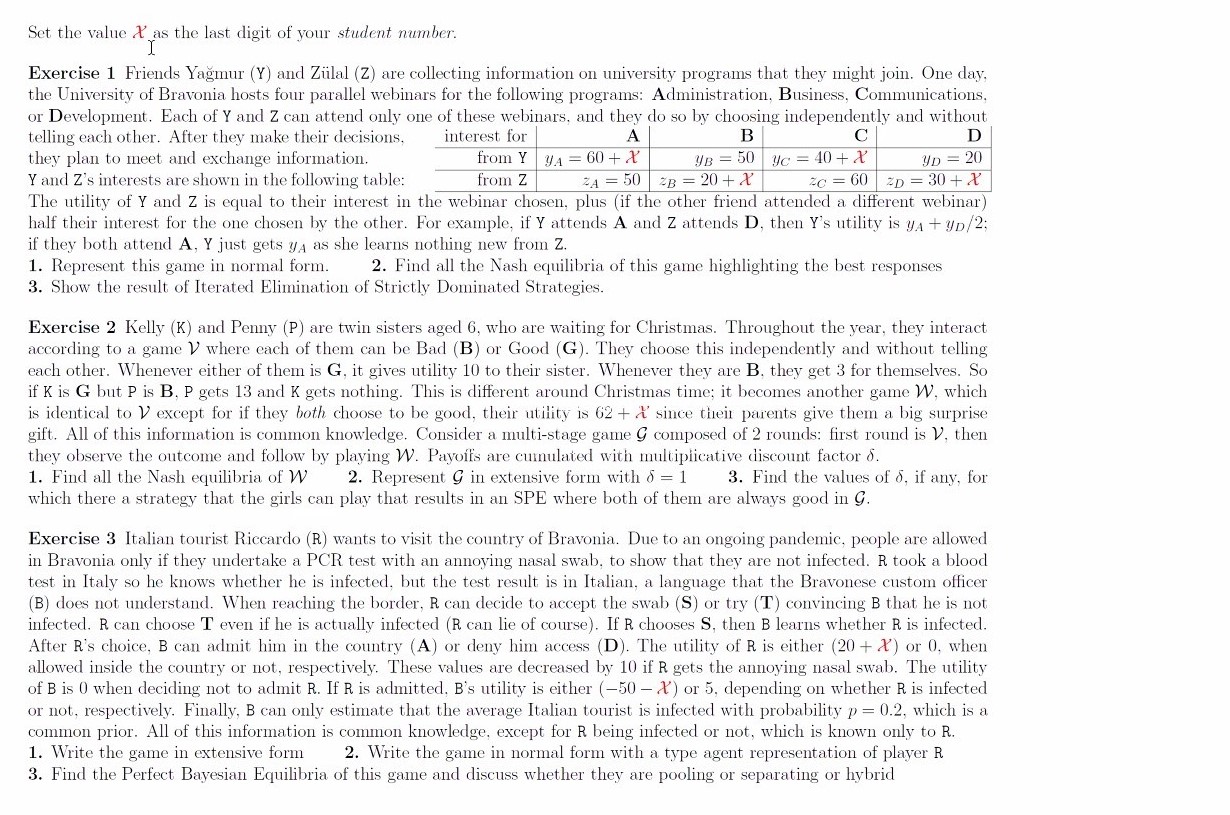 Set the value 𝒳 as the last digit of your student number.
Exercise 1 Friends Yağmur (Y) and Zülal (Z) are collecting information on university programs that they might join. One day,
the University of Bravonia hosts four parallel webinars for the following programs: Administration, Business, Communications,
or Development. Each of Y and Z can attend only one of these webinars, and they do so by choosing independently and without
telling each other. After they make their decisions,
they plan to meet and exchange information.
Y and Z's interests are shown in the following table:
interest for A B C D
from Y y_A = 60 + 𝒳 y_B = 50 y_C = 40 + 𝒳 y_D = 20
from Z z_A = 50 z_B = 20 + 𝒳 z_C = 60 z_D = 30 + 𝒳
The utility of Y and Z is equal to their interest in the webinar chosen, plus (if the other friend attended a different webinar)
half their interest for the one chosen by the other. For example, if Y attends A and Z attends D, then Y's utility is y_A + y_D/2;
if they both attend A, Y just gets y_A as she learns nothing new from Z.
1. Represent this game in normal form. 2. Find all the Nash equilibria of this game highlighting the best responses
3. Show the result of Iterated Elimination of Strictly Dominated Strategies.
Exercise 2 Kelly (K) and Penny (P) are twin sisters aged 6, who are waiting for Christmas. Throughout the year, they interact
according to a game 𝒱 where each of them can be Bad (B) or Good (G). They choose this independently and without telling
each other. Whenever either of them is G, it gives utility 10 to their sister. Whenever they are B, they get 3 for themselves. So
if K is G but P is B, P gets 13 and K gets nothing. This is different around Christmas time; it becomes another game 𝒲, which
is identical to 𝒱 except for if they both choose to be good, their utility is 62 + 𝒳 since their parents give them a big surprise
gift. All of this information is common knowledge. Consider a multi-stage game 𝒢 composed of 2 rounds: first round is 𝒱, then
they observe the outcome and follow by playing 𝒲. Payoffs are cumulated with multiplicative discount factor δ.
1. Find all the Nash equilibria of 𝒲 2. Represent 𝒢 in extensive form with δ = 1 3. Find the values of δ, if any, for
which there a strategy that the girls can play that results in an SPE where both of them are always good in 𝒢.
Exercise 3 Italian tourist Riccardo (R) wants to visit the country of Bravonia. Due to an ongoing pandemic, people are allowed
in Bravonia only if they undertake a PCR test with an annoying nasal swab, to show that they are not infected. R took a blood
test in Italy so he knows whether he is infected, but the test result is in Italian, a language that the Bravonese custom officer
(B) does not understand. When reaching the border, R can decide to accept the swab (S) or try (T) convincing B that he is not
infected. R can choose T even if he is actually infected (R can lie of course). If R chooses S, then B learns whether R is infected.
After R's choice, B can admit him in the country (A) or deny him access (D). The utility of R is either (20 + 𝒳) or 0, when
allowed inside the country or not, respectively. These values are decreased by 10 if R gets the annoying nasal swab. The utility
of B is 0 when deciding not to admit R. If R is admitted, B's utility is either (−50 − 𝒳) or 5, depending on whether R is infected
or not, respectively. Finally, B can only estimate that the average Italian tourist is infected with probability p = 0.2, which is a
common prior. All of this information is common knowledge, except for R being infected or not, which is known only to R.
1. Write the game in extensive form 2. Write the game in normal form with a type agent representation of player R
3. Find the Perfect Bayesian Equilibria of this game and discuss whether they are pooling or separating or hybrid